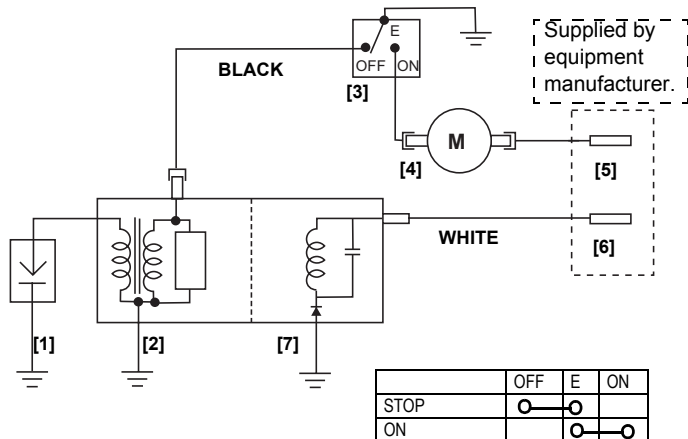 E
OFF ON
BLACK
[3]
Supplied by
equipment
manufacturer.
M
[4]
[5]
WHITE
[6]
[1]
[2]
[7]
OFF E ON
STOP
ON